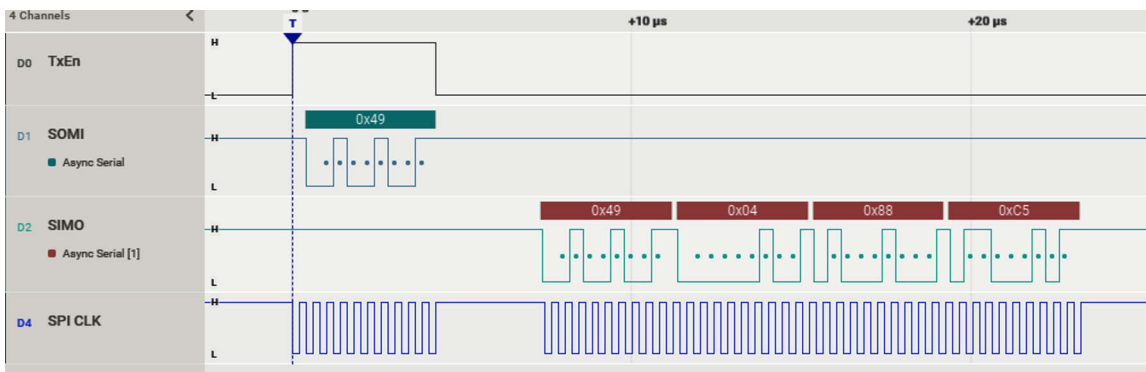 4 Channels <
T +10 µs +20 µs
H
D0 TxEn
L
0x49
D1 SOMI H
Async Serial
L
0x49 0x04 0x88 0xC5
D2 SIMO H
Async Serial [1]
L
H
D4 SPI CLK
L